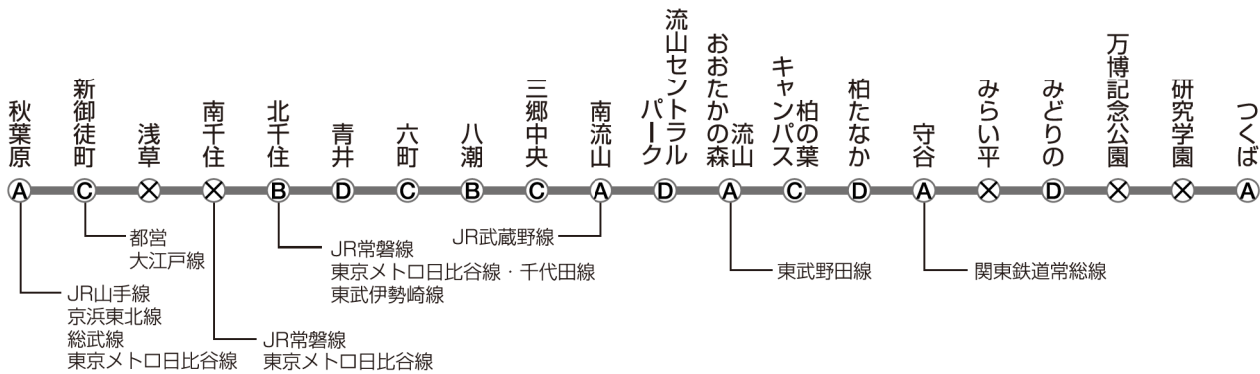 秋葉原
新御徒町
浅草
南千住
北千住
青井
六町
八潮
三郷中央
南流山
流山セントラル
パーク
流山
おおたかの森
柏の葉
キャンパス
柏たなか
守谷
みらい平
みどりの
万博記念公園
研究学園
つくば
A
C
X
X
B
D
C
B
C
A
D
A
C
D
A
X
D
X
X
A
都営
大江戸線
JR常磐線
東京メトロ日比谷線・千代田線
東武伊勢崎線
JR武蔵野線
東武野田線
関東鉄道常総線
JR山手線
京浜東北線
総武線
東京メトロ日比谷線
JR常磐線
東京メトロ日比谷線